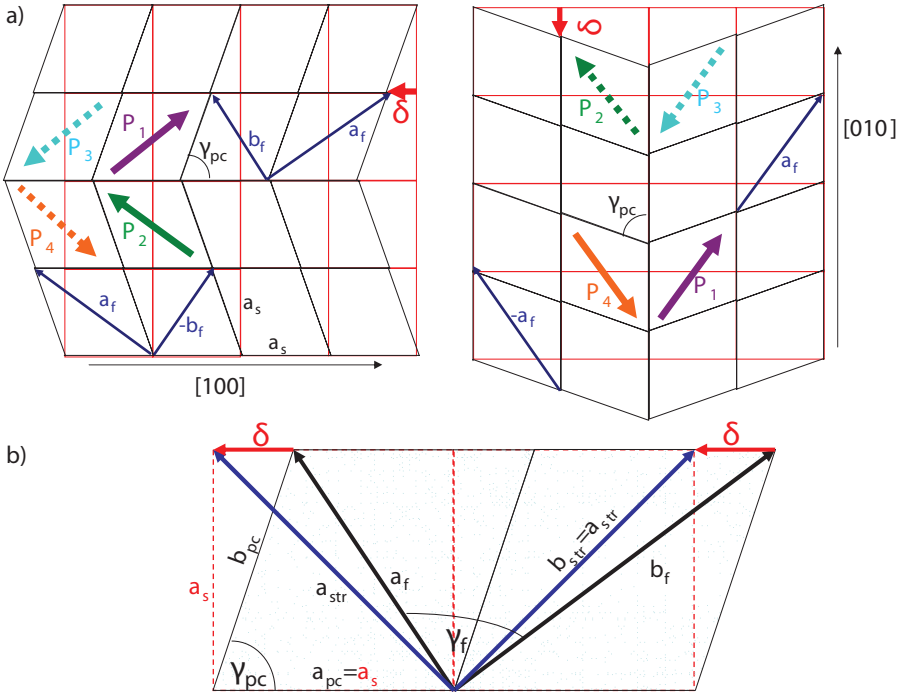 a)
δ
P1
P3
γpc
bf
af
P4
P2
af
-bf
as
as
[100]
δ
P2
P3
[010]
af
γpc
P4
P1
-af
b)
δ
δ
bpc
as
astr
af
bstr=astr
bf
γf
γpc
apc=as